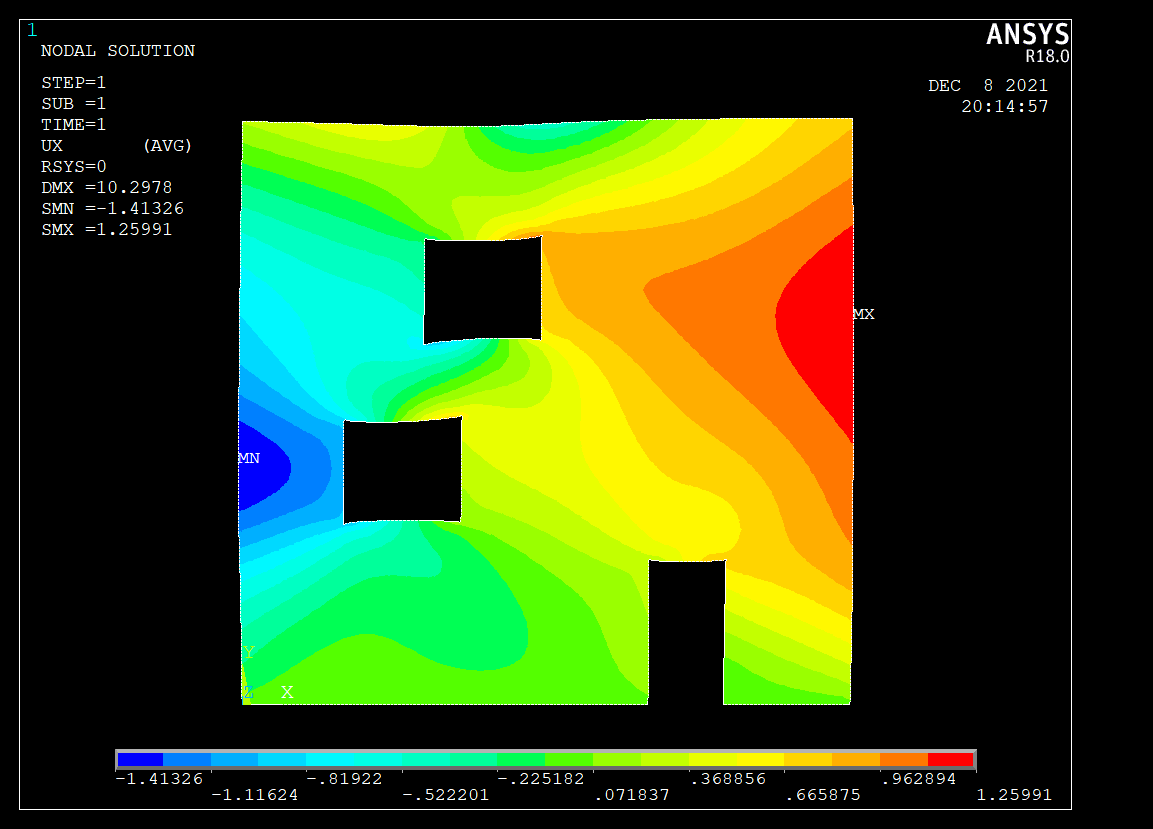 1
ANSYS
R18.0
NODAL SOLUTION
STEP=1
SUB =1
TIME=1
UX (AVG)
RSYS=0
DMX =10.2978
SMN =-1.41326
SMX =1.25991
DEC 8 2021
20:14:57
MX
MN
Y
Z X
-1.41326 -.81922 -.225182 .368856 .962894
-1.11624 -.522201 .071837 .665875 1.25991